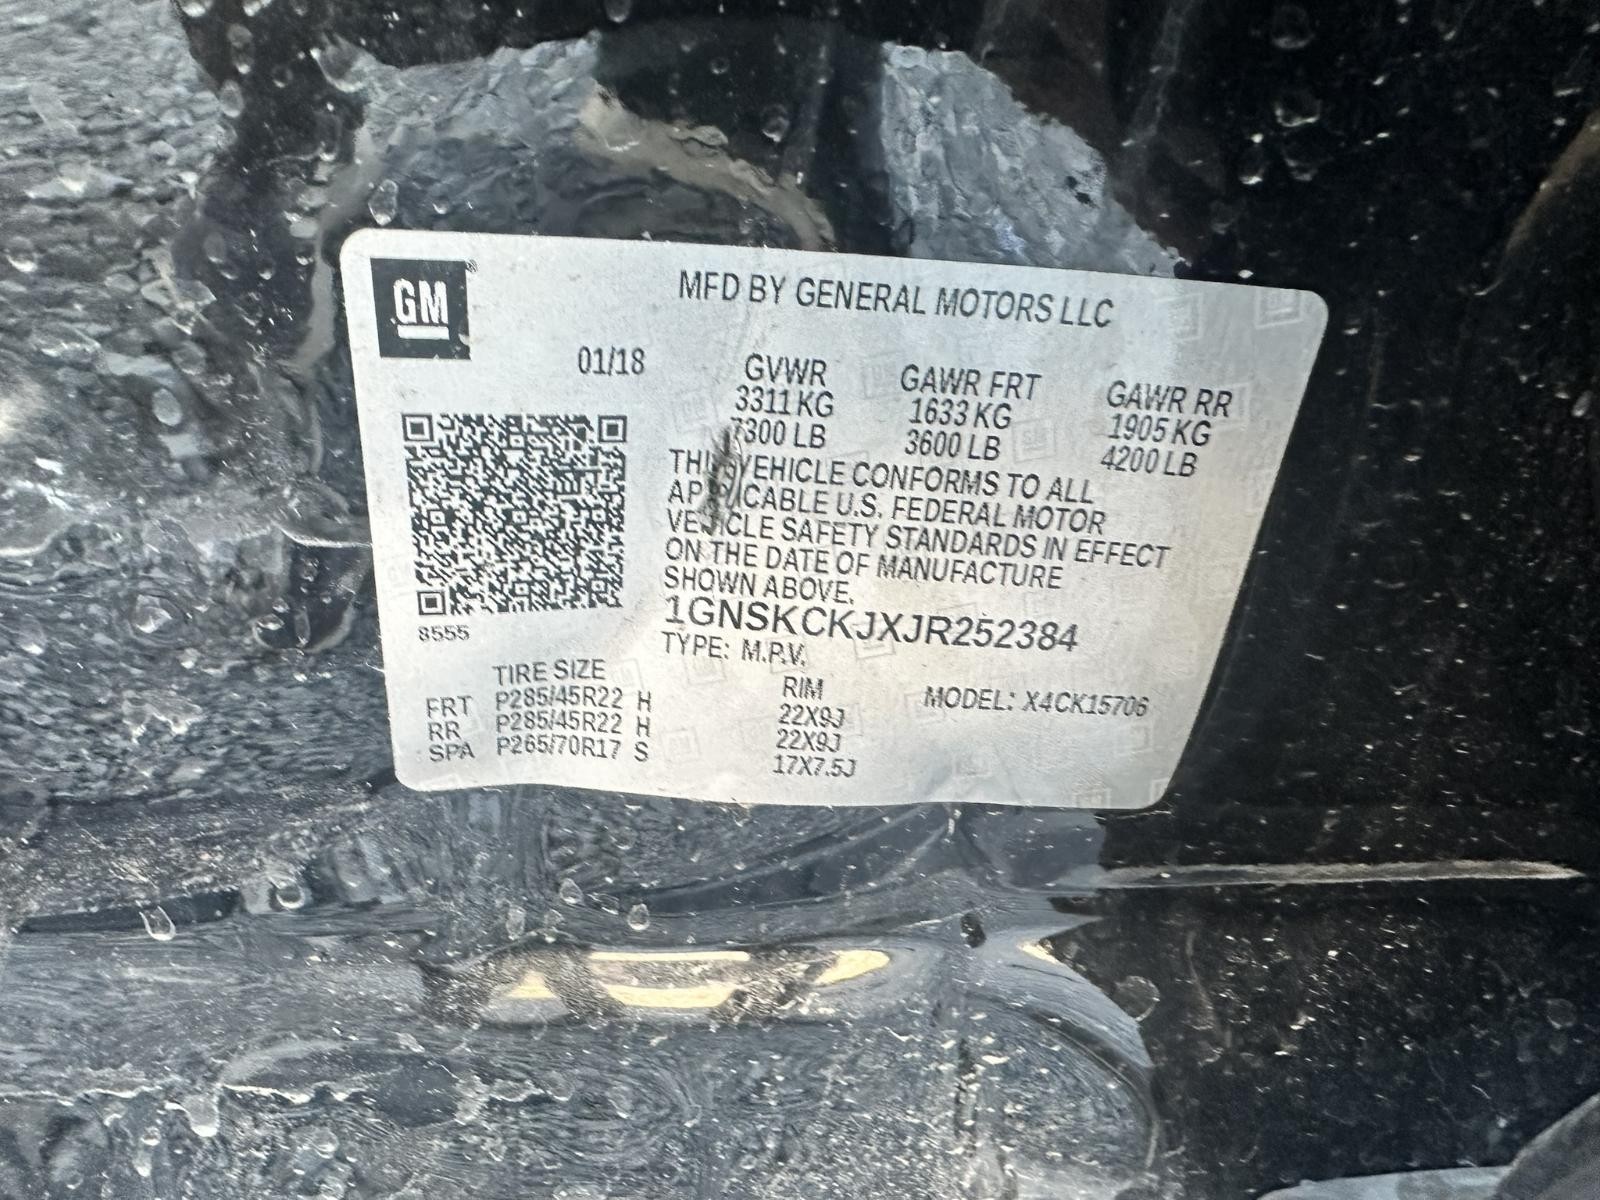 GM
MFD BY GENERAL MOTORS LLC
01/18
GVWR GAWR FRT GAWR RR
3311 KG 1633 KG 1905 KG
7300 LB 3600 LB 4200 LB
THIS VEHICLE CONFORMS TO ALL
APPLICABLE U.S. FEDERAL MOTOR
VEHICLE SAFETY STANDARDS IN EFFECT
ON THE DATE OF MANUFACTURE
SHOWN ABOVE.
1GNSKCKJXJR252384
8555
TYPE: M.P.V.
TIRE SIZE RIM MODEL: X4CK15706
FRT P285/45R22 H 22X9J
RR P285/45R22 H 22X9J
SPA P265/70R17 S 17X7.5J